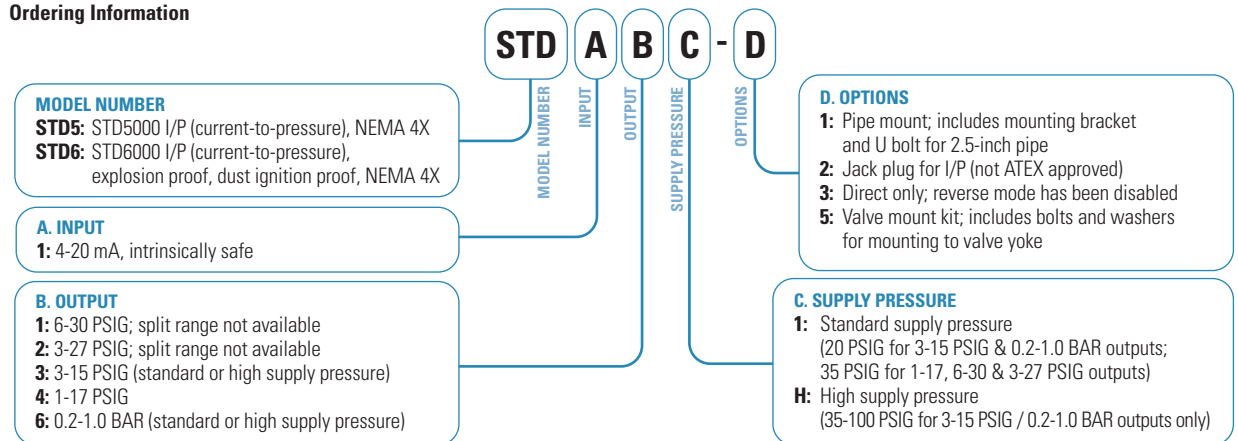 Ordering Information
STD A B C - D
MODEL NUMBER
INPUT
OUTPUT
SUPPLY PRESSURE
OPTIONS
MODEL NUMBER
STD5: STD5000 I/P (current-to-pressure), NEMA 4X
STD6: STD6000 I/P (current-to-pressure),
explosion proof, dust ignition proof, NEMA 4X
A. INPUT
1: 4-20 mA, intrinsically safe
B. OUTPUT
1: 6-30 PSIG; split range not available
2: 3-27 PSIG; split range not available
3: 3-15 PSIG (standard or high supply pressure)
4: 1-17 PSIG
6: 0.2-1.0 BAR (standard or high supply pressure)
D. OPTIONS
1: Pipe mount; includes mounting bracket
and U bolt for 2.5-inch pipe
2: Jack plug for I/P (not ATEX approved)
3: Direct only; reverse mode has been disabled
5: Valve mount kit; includes bolts and washers
for mounting to valve yoke
C. SUPPLY PRESSURE
1: Standard supply pressure
(20 PSIG for 3-15 PSIG & 0.2-1.0 BAR outputs;
35 PSIG for 1-17, 6-30 & 3-27 PSIG outputs)
H: High supply pressure
(35-100 PSIG for 3-15 PSIG / 0.2-1.0 BAR outputs only)